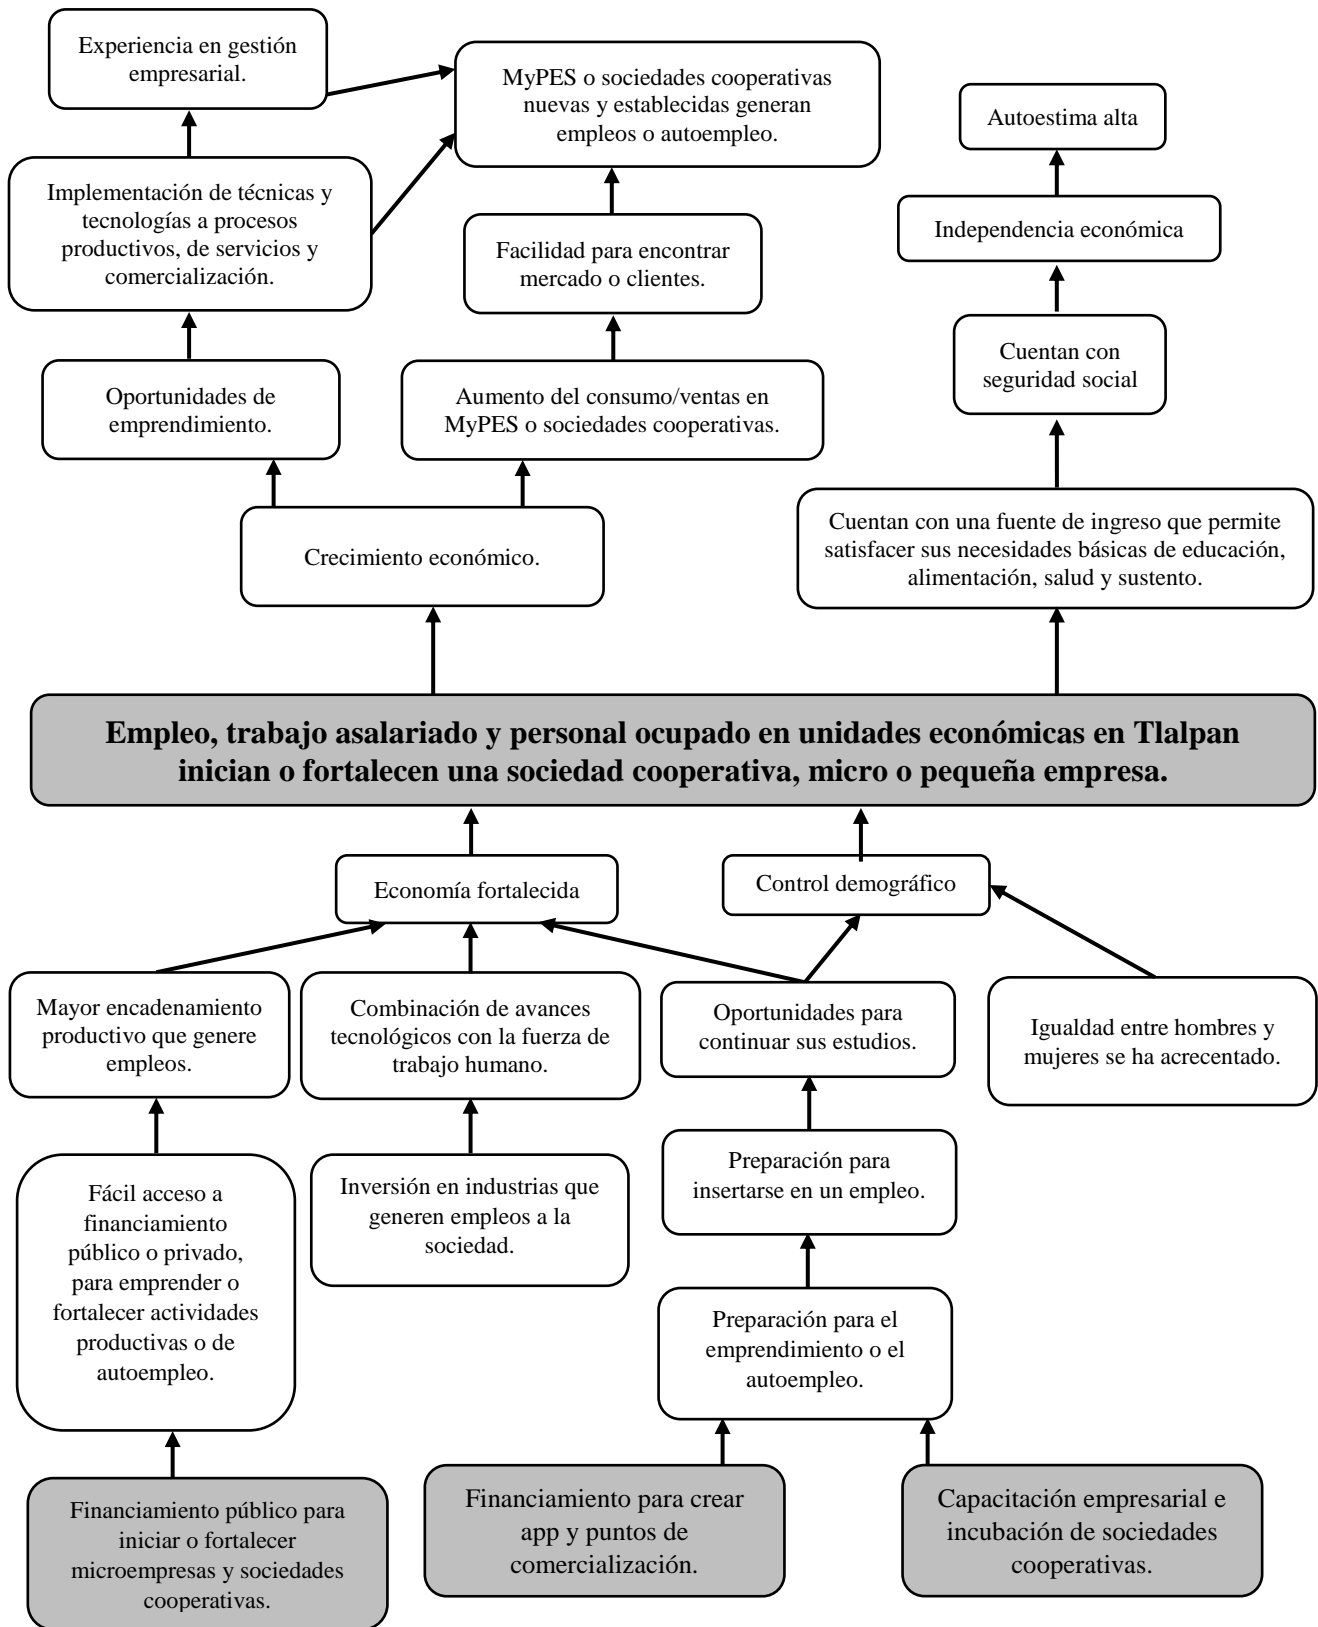 Experiencia en gestión
empresarial.
MyPES o sociedades cooperativas
nuevas y establecidas generan
empleos o autoempleo.
Autoestima alta
Implementación de técnicas y
tecnologías a procesos
productivos, de servicios y
comercialización.
Facilidad para encontrar
mercado o clientes.
Independencia económica
Cuentan con
seguridad social
Oportunidades de
emprendimiento.
Aumento del consumo/ventas en
MyPES o sociedades cooperativas.
Crecimiento económico.
Cuentan con una fuente de ingreso que permite
satisfacer sus necesidades básicas de educación,
alimentación, salud y sustento.
Empleo, trabajo asalariado y personal ocupado en unidades económicas en Tlalpan
inician o fortalecen una sociedad cooperativa, micro o pequeña empresa.
Economía fortalecida
Control demográfico
Mayor encadenamiento
productivo que genere
empleos.
Combinación de avances
tecnológicos con la fuerza de
trabajo humano.
Oportunidades para
continuar sus estudios.
Igualdad entre hombres y
mujeres se ha acrecentado.
Fácil acceso a
financiamiento
público o privado,
para emprender o
fortalecer actividades
productivas o de
autoempleo.
Inversión en industrias que
generen empleos a la
sociedad.
Preparación para
insertarse en un empleo.
Preparación para el
emprendimiento o el
autoempleo.
Financiamiento público para
iniciar o fortalecer
microempresas y sociedades
cooperativas.
Financiamiento para crear
app y puntos de
comercialización.
Capacitación empresarial e
incubación de sociedades
cooperativas.